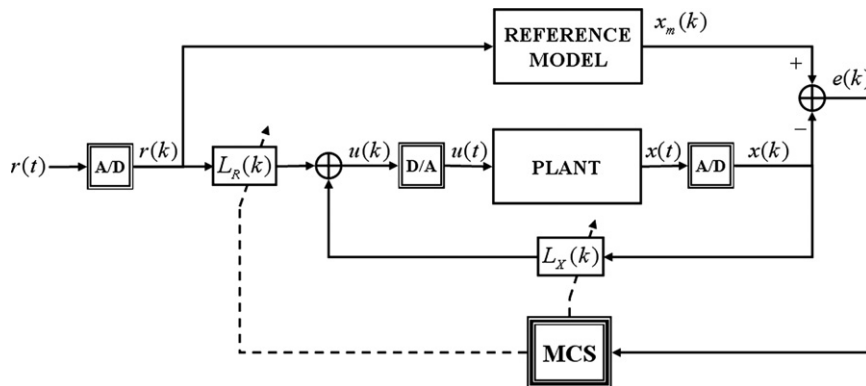 REFERENCE
MODEL
x_m(k)
+
e(k)
−
r(t)
A/D
r(k)
L_R(k)
u(k)
D/A
u(t)
PLANT
x(t)
A/D
x(k)
L_X(k)
MCS